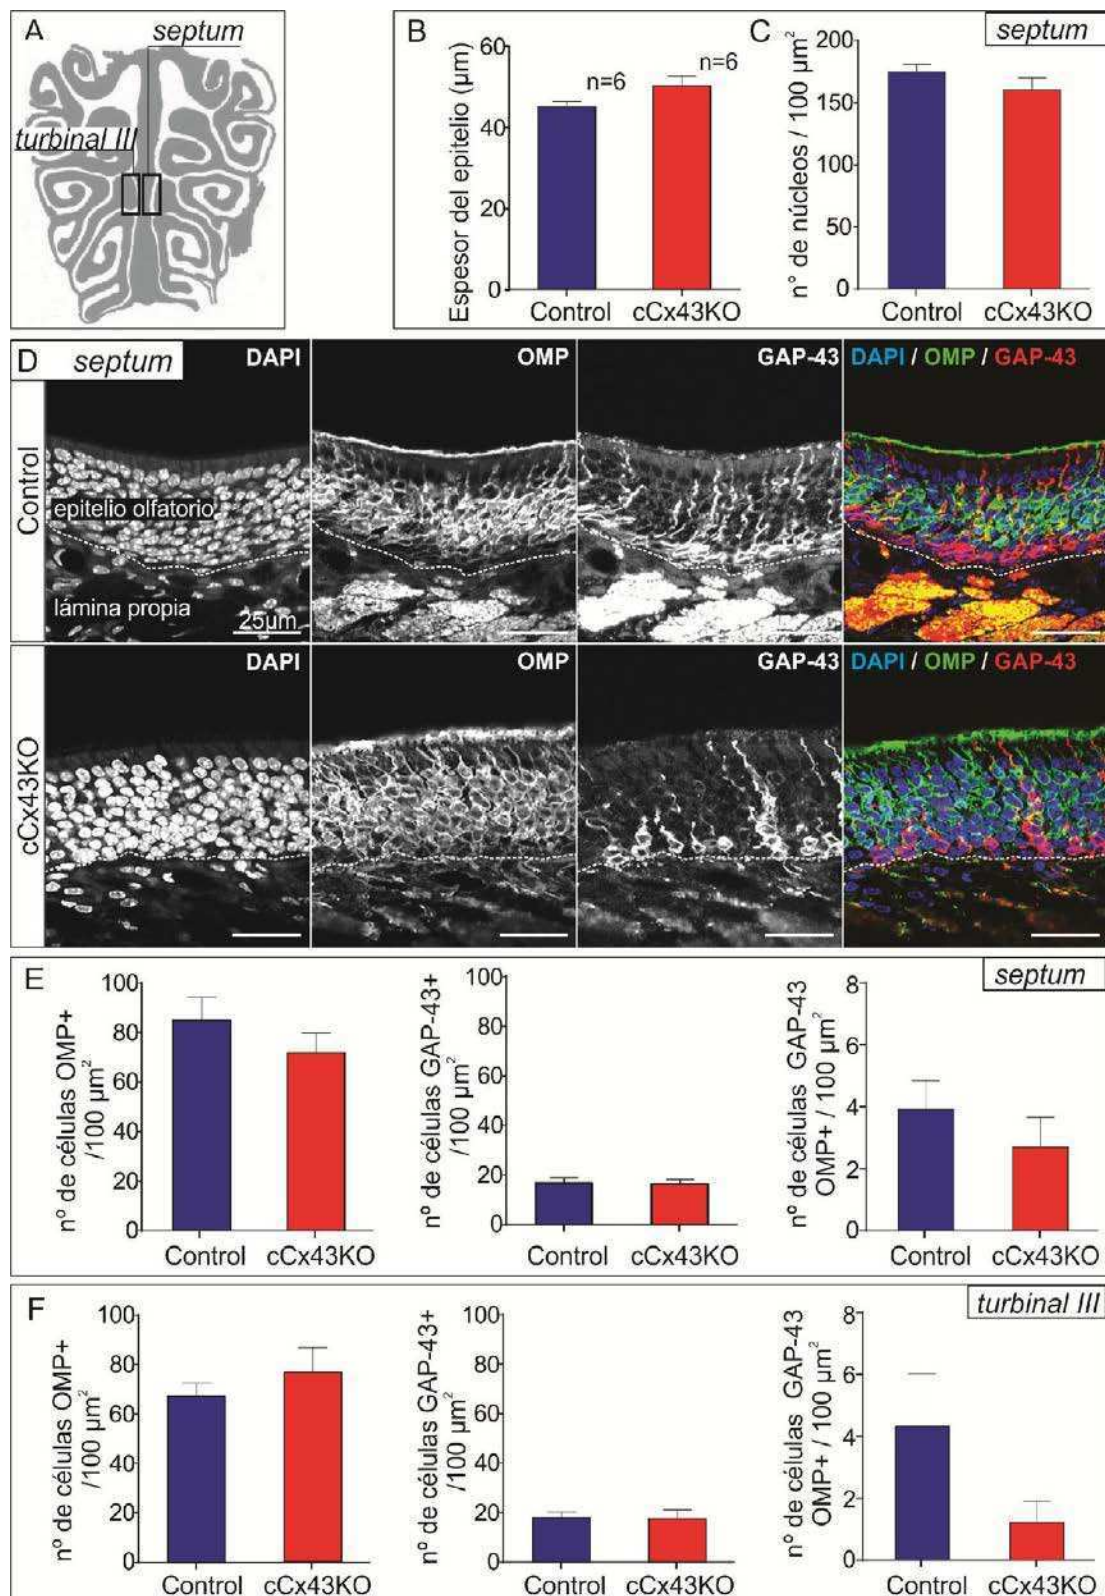 A
septum
turbinal III
B
Espesor del epitelio (µm)
60
40
20
0
n=6
n=6
Control
cCx43KO
C
septum
n° de núcleos / 100 µm²
200
150
100
50
0
Control
cCx43KO
D
septum
Control
DAPI
epitelio olfatorio
lámina propia
25µm
OMP
GAP-43
DAPI / OMP / GAP-43
cCx43KO
DAPI
OMP
GAP-43
DAPI / OMP / GAP-43
E
septum
nº de células OMP+
/100 µm²
100
80
60
40
20
0
Control
cCx43KO
nº de células GAP-43+
/100 µm²
100
80
60
40
20
0
Control
cCx43KO
nº de células GAP-43
OMP+ / 100 µm²
8
6
4
2
0
Control
cCx43KO
F
turbinal III
nº de células OMP+
/100 µm²
100
80
60
40
20
0
Control
cCx43KO
nº de células GAP-43+
/100 µm²
100
80
60
40
20
0
Control
cCx43KO
nº de células GAP-43
OMP+ / 100 µm²
8
6
4
2
0
Control
cCx43KO